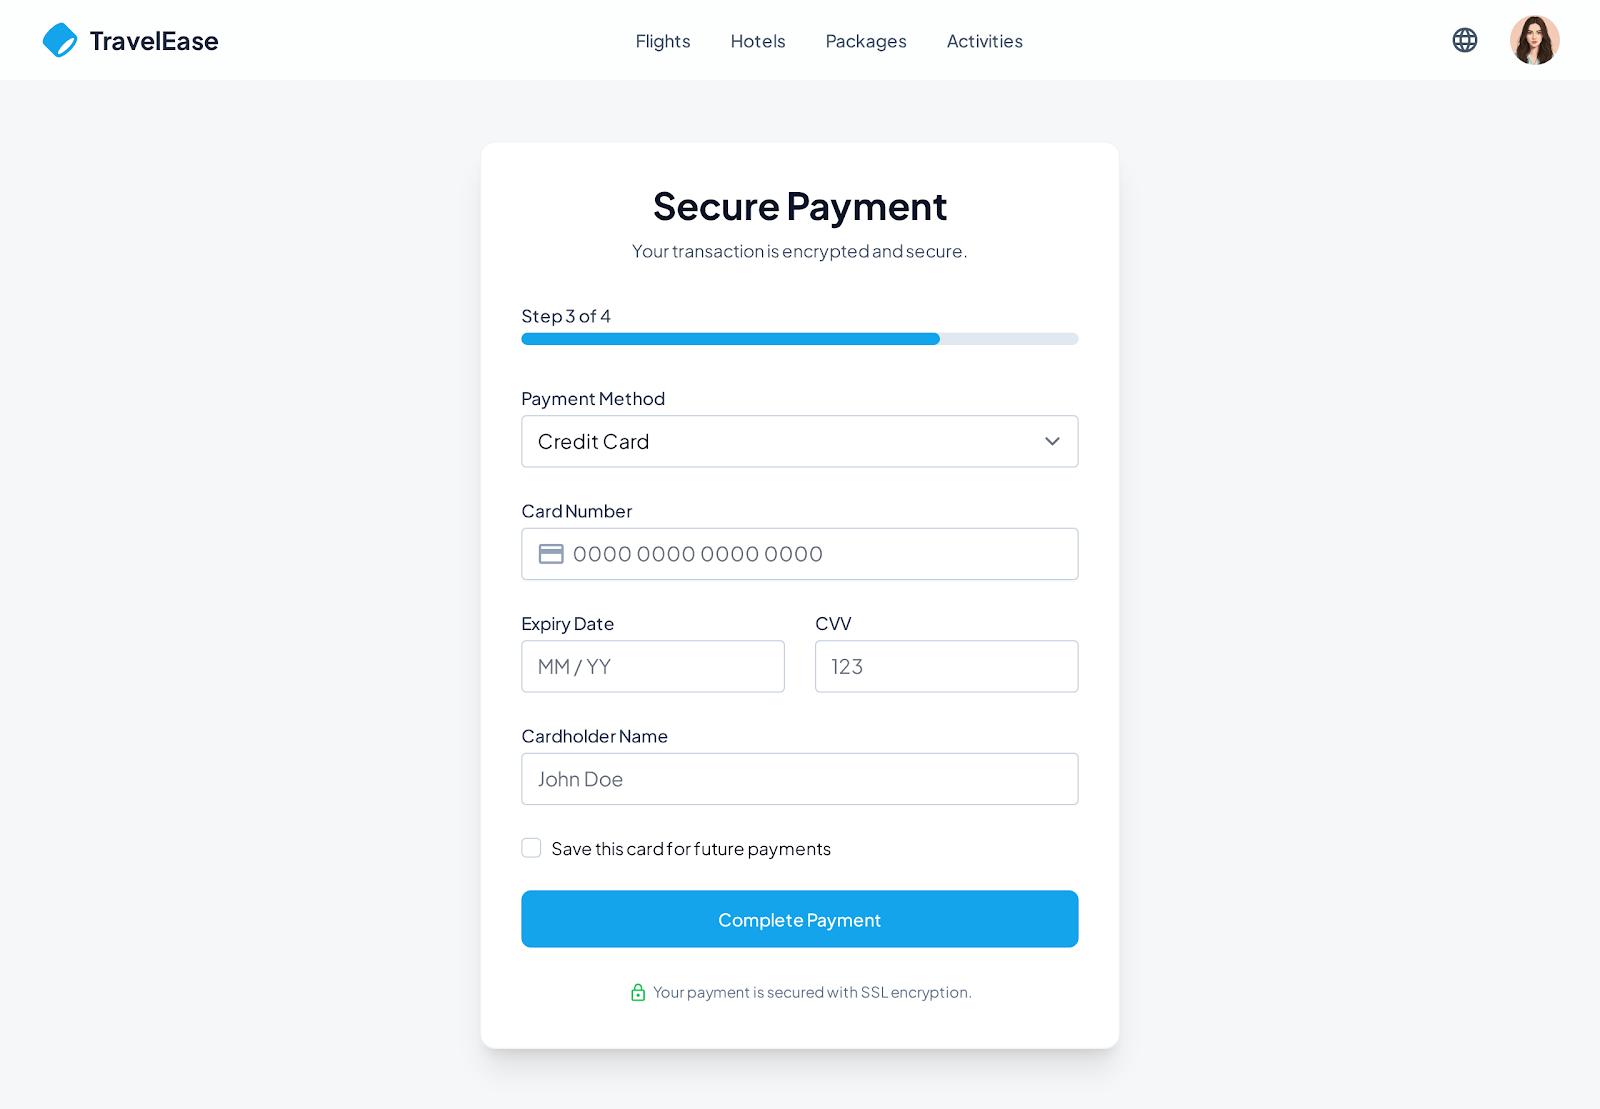 TravelEase
Flights Hotels Packages Activities
Secure Payment
Your transaction is encrypted and secure.
Step 3 of 4
Payment Method
Credit Card
Card Number
0000 0000 0000 0000
Expiry Date CVV
MM / YY 123
Cardholder Name
John Doe
Save this card for future payments
Complete Payment
Your payment is secured with SSL encryption.